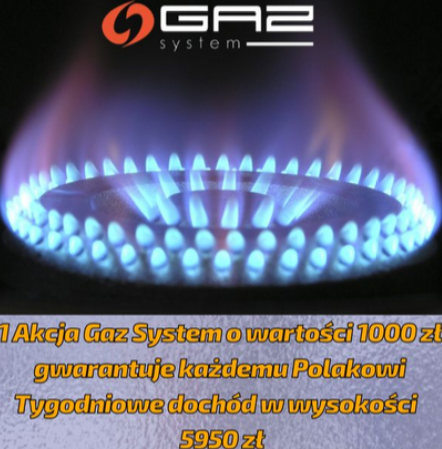 GAZ
system
1 Akcja Gaz System o wartości 1000 zł
gwarantuje każdemu Polakowi
Tygodniowe dochód w wysokości
5950 zł